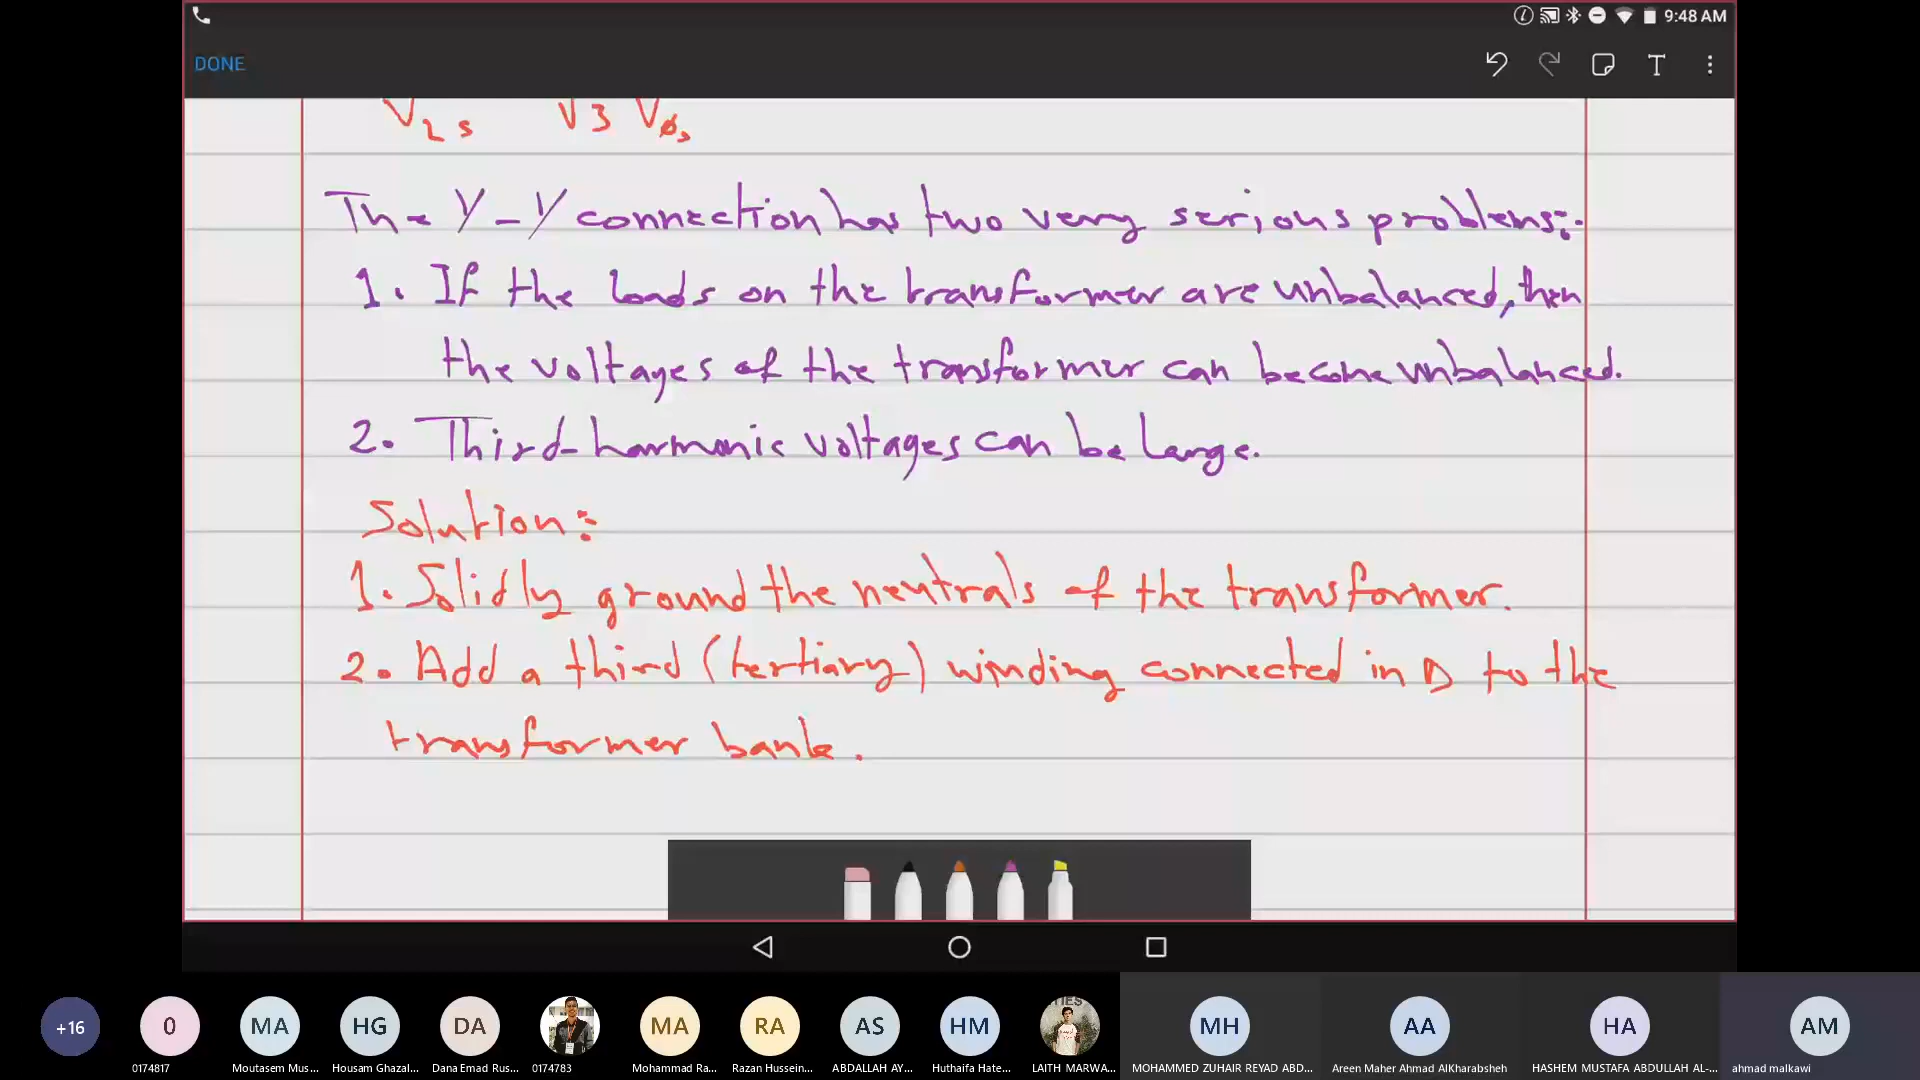 9:48 AM
DONE
T
V2s √3 Vøs
The Y-Y connection has two very serious problems:-
1. If the loads on the transformer are unbalanced, then
the voltages of the transformer can become unbalanced.
2. Third-harmonic voltages can be large.
Solution:
1. Solidly ground the neutrals of the transformer.
2. Add a third (tertiary) winding connected in Δ to the
transformer bank.
+16 0 MA HG DA MA RA AS HM TIES MH AA HA AM
0174817 Moutasem Mus... Housam Ghazal... Dana Emad Rus... 0174783 Mohammad Ra... Razan Hussein... ABDALLAH AY... Huthaifa Hate... LAITH MARWA... MOHAMMED ZUHAIR REYAD ABD... Areen Maher Ahmad AlKharabsheh HASHEM MUSTAFA ABDULLAH AL-... ahmad malkawi